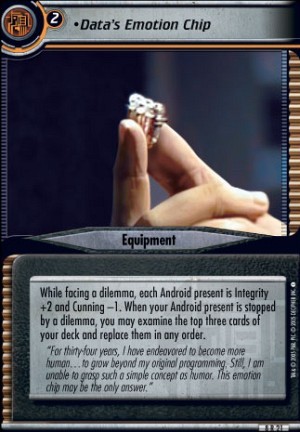 2
•Data's Emotion Chip
Equipment
While facing a dilemma, each Android present is Integrity
+2 and Cunning –1. When your Android present is stopped
by a dilemma, you may examine the top three cards of
your deck and replace them in any order.
"For thirty-four years, I have endeavored to become more
human…to grow beyond my original programming. Still, I am
unable to grasp such a simple concept as humor. This emotion
chip may be the only answer."